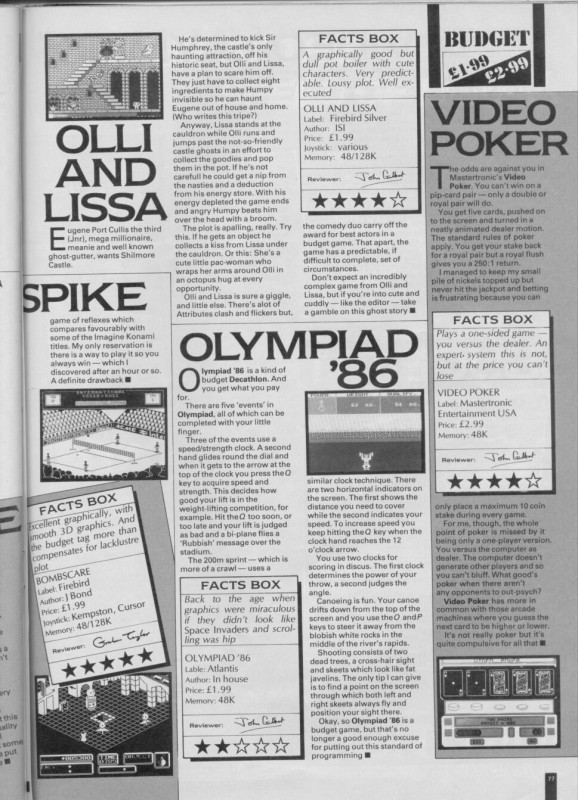 OLLI
AND
LISSA
Eugene Port Cullis the third
(Jnr), mega millionaire,
meanie and well known
ghost-gutter, wants Shilmore
Castle.
He's determined to kick Sir
Humphrey, the castle's only
haunting attraction, off his
historic seat, but Olli and Lissa,
have a plan to scare him off.
They just have to collect eight
ingredients to make Humpy
invisible so he can haunt
Eugene out of house and home.
(Who writes this tripe?)
Anyway, Lissa stands at the
cauldron while Olli runs and
jumps past the not-so-friendly
castle ghosts in an effort to
collect the goodies and pop
them in the pot. If he's not
carefull he could get a nip from
the nasties and a deduction
from his energy store. With his
energy depleted the game ends
and angry Humpy beats him
over the head with a broom.
The plot is apalling, really. Try
this. If he gets an object he
collects a kiss from Lissa under
the cauldron. Or this: She's a
cute little pac-woman who
wraps her arms around Olli in
an octopus hug at every
opportunity.
Olli and Lissa is sure a giggle,
and little else. There's alot of
Attributes clash and flickers but,
FACTS BOX
A graphically good but
dull pot boiler with cute
characters. Very predict-
able. Lousy plot. Well ex-
ecuted
OLLI AND LISSA
Label: Firebird Silver
Author: ISI
Price: £1.99
Joystick: various
Memory: 48/128K
Reviewer: John Gilbert
the comedy duo carry off the
award for best actors in a
budget game. That apart, the
game has a predictable, if
difficult to complete, set of
circumstances.
Don't expect an incredibly
complex game from Olli and
Lissa, but if you're into cute and
cuddly — like the editor — take
a gamble on this ghost story ■
BUDGET
£1·99
£2·99
VIDEO
POKER
The odds are against you in
Mastertronic's Video
Poker. You can't win on a
pip-card pair — only a double or
royal pair will do.
You get five cards, pushed on
to the screen and turned in a
neatly animated dealer motion.
The standard rules of poker
apply. You get your stake back
for a royal pair but a royal flush
gives you a 250:1 return.
I managed to keep my small
pile of nickels topped up but
never hit the jackpot and betting
is frustrating because you can
FACTS BOX
Plays a one-sided game —
you versus the dealer. An
expert system this is not,
but at the price you can't
lose
VIDEO POKER
Label: Mastertronic
Entertainment USA
Price: £2.99
Memory: 48K
Reviewer: John Gilbert
only place a maximum 10 coin
stake during every game.
For me, though, the whole
point of poker is missed by it
being only a one-player version.
You versus the computer as
dealer. The computer doesn't
generate other players and so
you can't bluff. What good's
poker when there aren't
any opponents to out-psych?
Video Poker has more in
common with those arcade
machines where you guess the
next card to be higher or lower.
It's not really poker but it's
quite compulsive for all that ■
SPIKE
game of reflexes which
compares favourably with
some of the Imagine Konami
titles. My only reservation is
there is a way to play it so you
always win — which I
discovered after an hour or so.
A definite drawback ■
FACTS BOX
Excellent graphically, with
smooth 3D graphics. And
the budget tag more than
compensates for lacklustre
plot
BOMBSCARE
Label: Firebird
Author: J Bond
Price: £1.99
Joystick: Kempston, Cursor
Memory: 48/128K
Reviewer: Graham Taylor
OLYMPIAD
'86
Olympiad '86 is a kind of
budget Decathlon. And
you get what you pay
for.
There are five 'events' in
Olympiad, all of which can be
completed with your little
finger.
Three of the events use a
speed/strength clock. A second
hand glides round the dial and
when it gets to the arrow at the
top of the clock you press the Q
key to acquire speed and
strength. This decides how
good your lift is in the
weight-lifting competition, for
example. Hit the Q too soon, or
too late and your lift is judged
as bad and a bi-plane flies a
'Rubbish' message over the
stadium.
The 200m sprint — which is
more of a crawl — uses a
FACTS BOX
Back to the age when
graphics were miraculous
if they didn't look like
Space Invaders and scrol-
ling was hip
OLYMPIAD '86
Lable: Atlantis
Author: In house
Price: £1.99
Memory: 48K
Reviewer: John Gilbert
similar clock technique. There
are two horizontal indicators on
the screen. The first shows the
distance you need to cover
while the second indicates your
speed. To increase speed you
keep hitting the Q key when the
clock hand reaches the 12
o'clock arrow.
You use two clocks for
scoring in discus. The first clock
determines the power of your
throw, a second judges the
angle.
Canoeing is fun. Your canoe
drifts down from the top of the
screen and you use the Q and P
keys to steer it away from the
blobish white rocks in the
middle of the river's rapids.
Shooting consists of two
dead trees, a cross-hair sight
and skeets which look like fat
javelins. The only tip I can give
is to find a point on the screen
through which both left and
right skeets always fly and
position your sight there.
Okay, so Olympiad '86 is a
budget game, but that's no
longer a good enough excuse
for putting out this standard of
programming ■
77